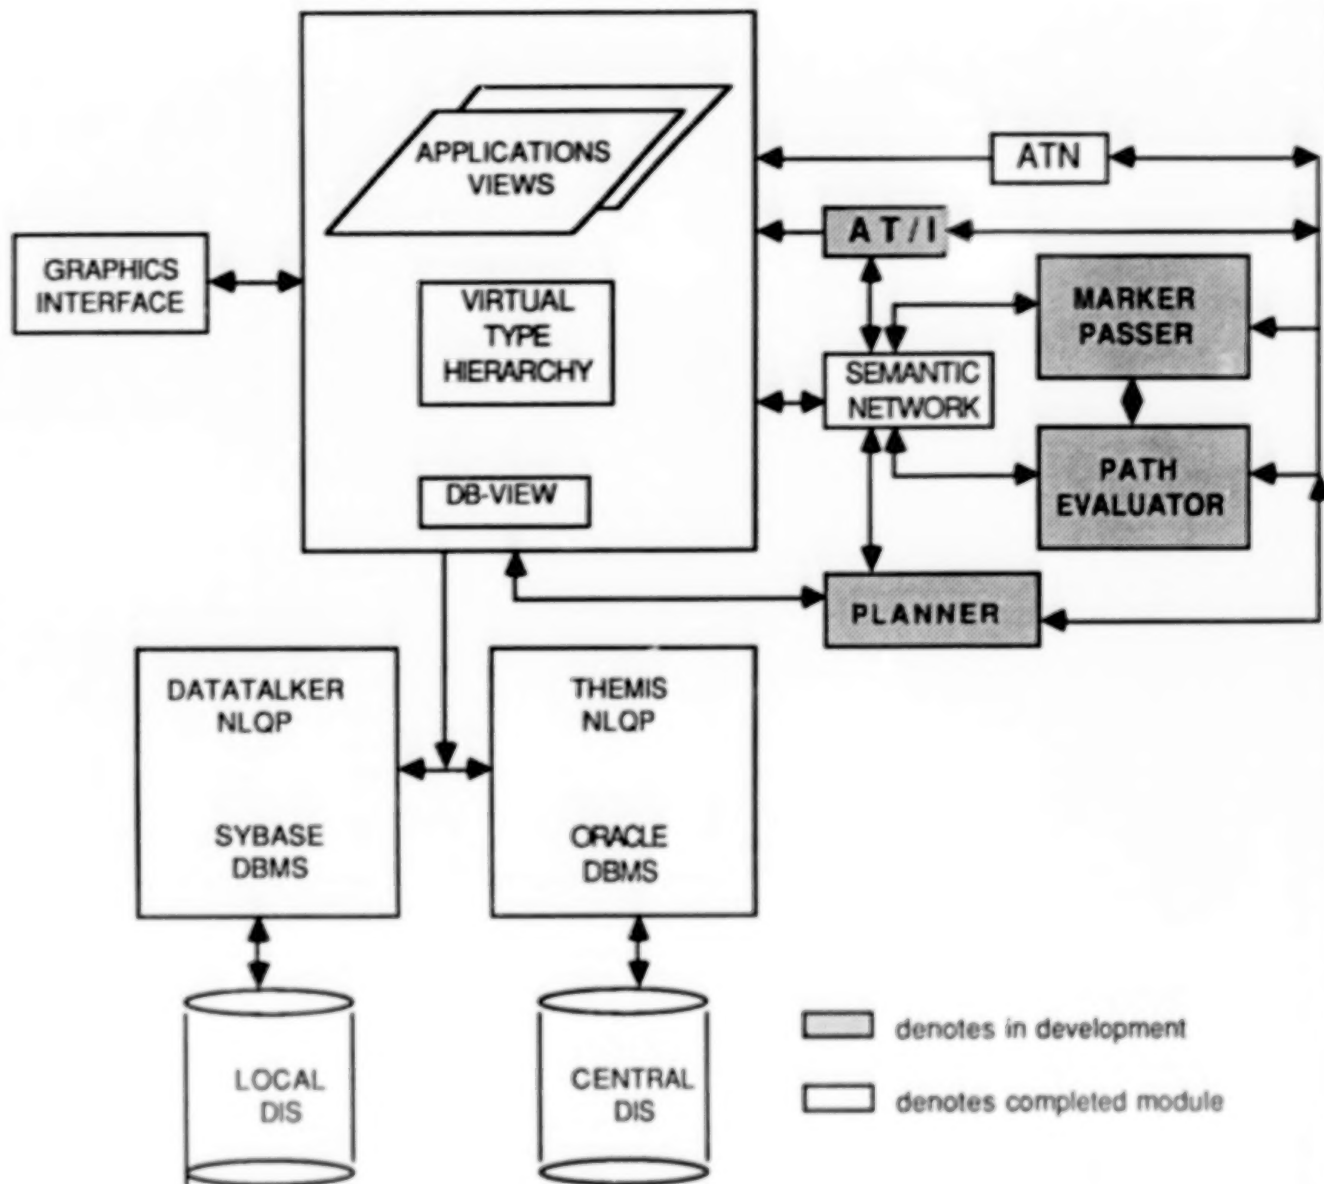 APPLICATIONS
VIEWS
ATN
AT/I
GRAPHICS
INTERFACE
VIRTUAL
TYPE
HIERARCHY
MARKER
PASSER
SEMANTIC
NETWORK
PATH
EVALUATOR
DB-VIEW
PLANNER
DATATALKER
NLQP
SYBASE
DBMS
THEMIS
NLQP
ORACLE
DBMS
LOCAL
DIS
CENTRAL
DIS
denotes in development
denotes completed module